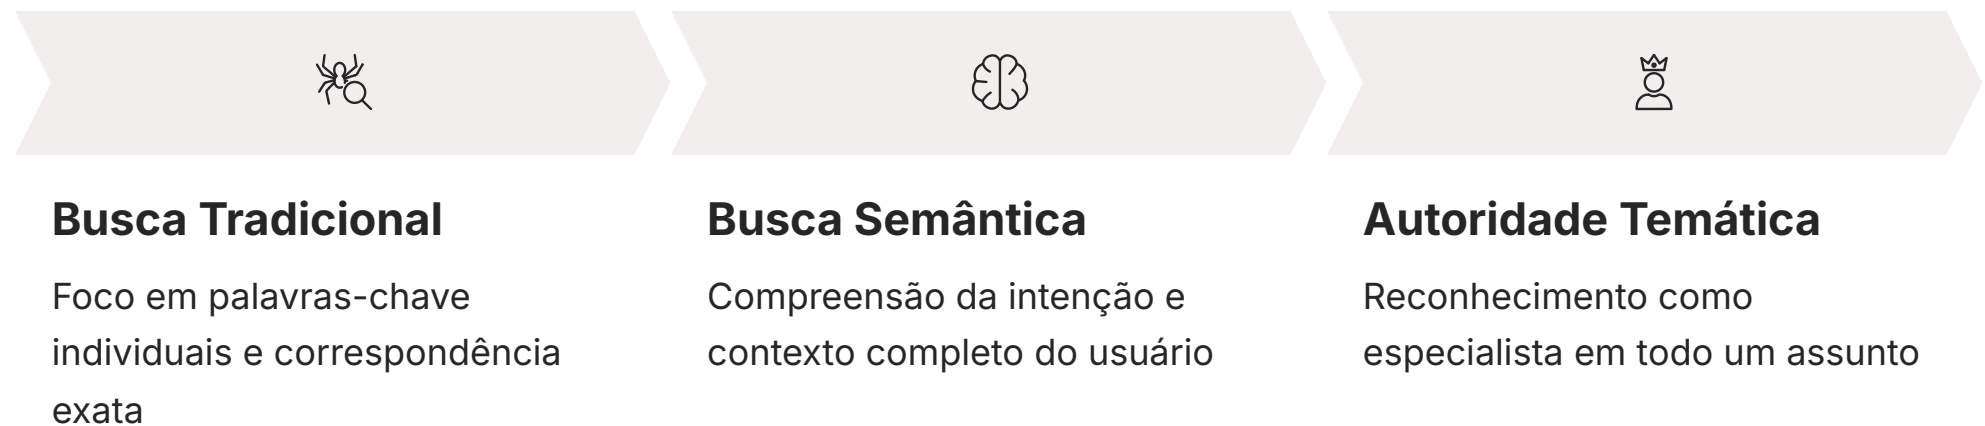 Busca Tradicional
Foco em palavras-chave
individuais e correspondência
exata
Busca Semântica
Compreensão da intenção e
contexto completo do usuário
Autoridade Temática
Reconhecimento como
especialista em todo um assunto